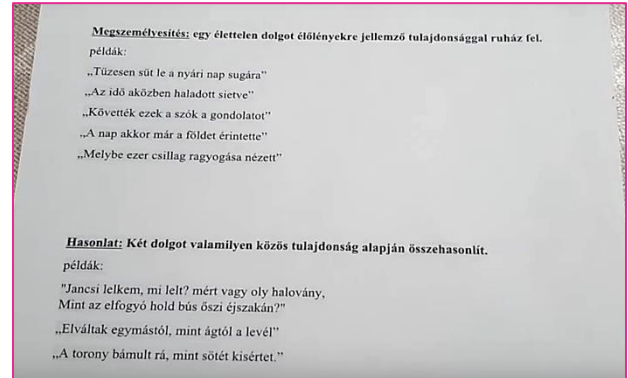 Megszemélyesítés: egy élettelen dolgot élőlényekre jellemző tulajdonsággal ruház fel.
példák:
„Tüzesen süt le a nyári nap sugára”
„Az idő aközben haladott sietve”
„Követték ezek a szók a gondolatot”
„A nap akkor már a földet érintette”
„Melybe ezer csillag ragyogása nézett”
Hasonlat: Két dolgot valamilyen közös tulajdonság alapján összehasonlít.
példák:
"Jancsi lelkem, mi lelt? mért vagy oly halovány,
Mint az elfogyó hold bús őszi éjszakán?"
„Elváltak egymástól, mint ágtól a levél”
„A torony bámult rá, mint sötét kisértet.”